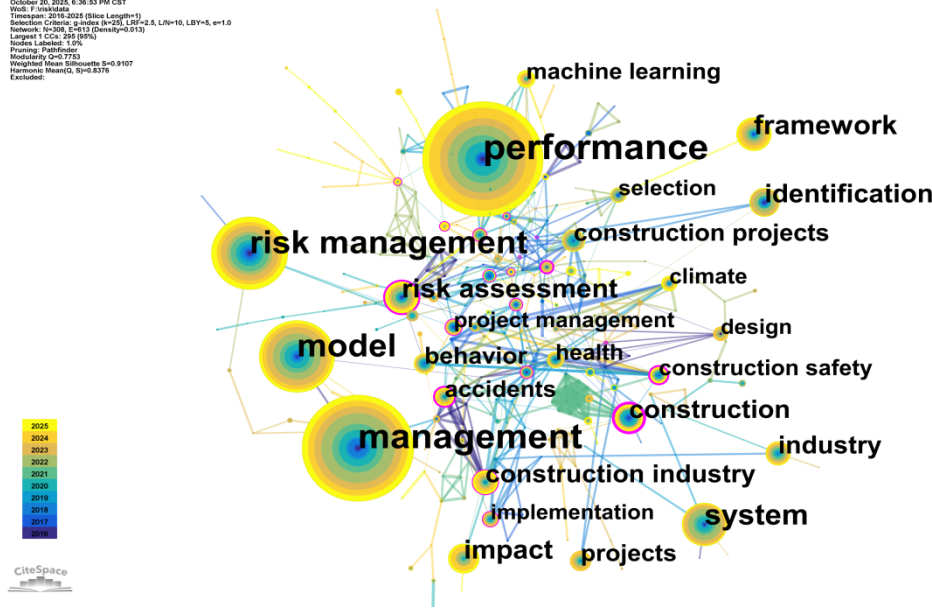 October 20, 2025, 6:36:53 PM CST
WoS: F:\risk\data
Timespan: 2016-2025 (Slice Length=1)
Selection Criteria: g-index (k=25), LRF=2.5, L/N=10, LBY=5, e=1.0
Network: N=308, E=613 (Density=0.013)
Largest 1 CCs: 295 (95%)
Nodes Labeled: 1.0%
Pruning: Pathfinder
Modularity Q=0.7753
Weighted Mean Silhouette S=0.9107
Harmonic Mean(Q, S)=0.8376
Excluded:
machine learning
framework
performance
selection
identification
construction projects
risk management
climate
risk assessment
project management
design
model
behavior
health
construction safety
accidents
construction
management
industry
construction industry
implementation
system
impact
projects
2025
2024
2023
2022
2021
2020
2019
2018
2017
2016
CiteSpace